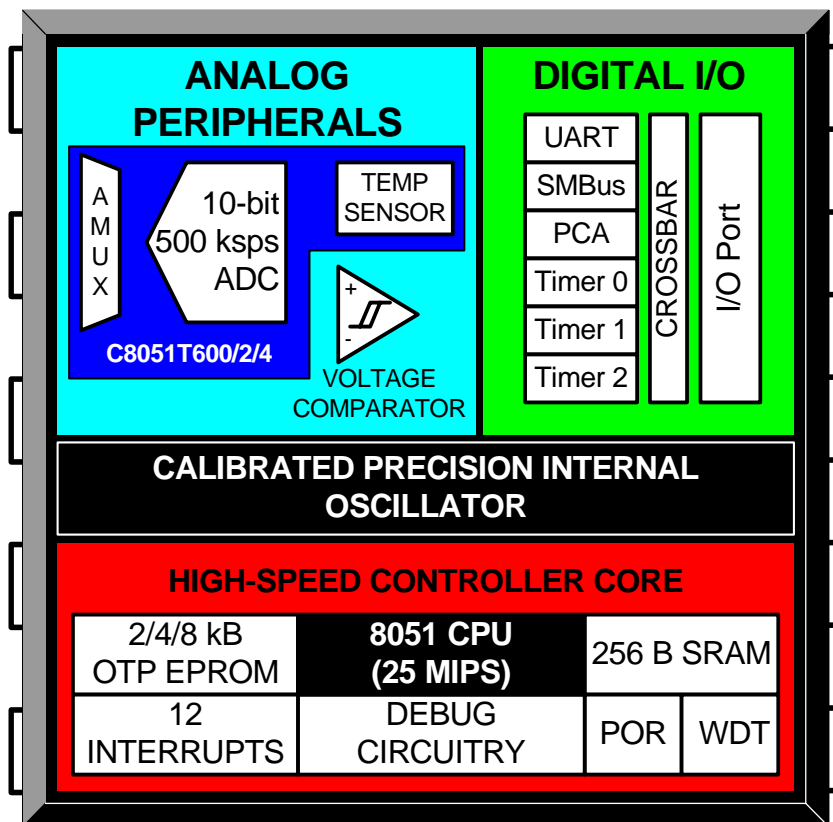 ANALOG
PERIPHERALS
A
M
U
X
10-bit
500 ksps
ADC
TEMP
SENSOR
C8051T600/2/4
+
-
VOLTAGE
COMPARATOR
DIGITAL I/O
UART
SMBus
PCA
Timer 0
Timer 1
Timer 2
CROSSBAR
I/O Port
CALIBRATED PRECISION INTERNAL
OSCILLATOR
HIGH-SPEED CONTROLLER CORE
2/4/8 kB
OTP EPROM
8051 CPU
(25 MIPS)
256 B SRAM
12
INTERRUPTS
DEBUG
CIRCUITRY
POR
WDT